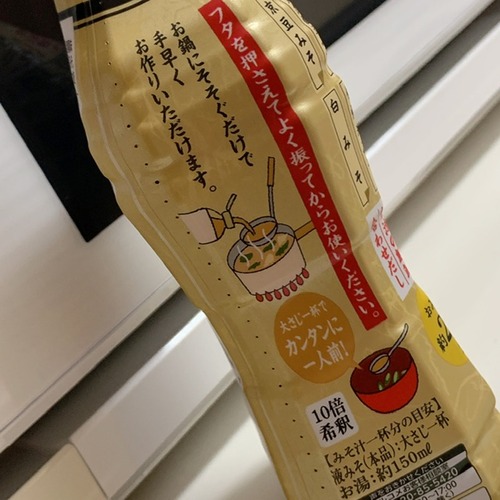 京豆みそ
白みそ
フタを押さえてよく振ってからお使いください。
お鍋にそそぐだけで
手早く
お作りいただけます。
大さじ一杯で
カンタンに
一人前!
10倍
希釈
【みそ汁一杯分の目安】
液みそ(本品):大さじ一杯
お湯:約150ml